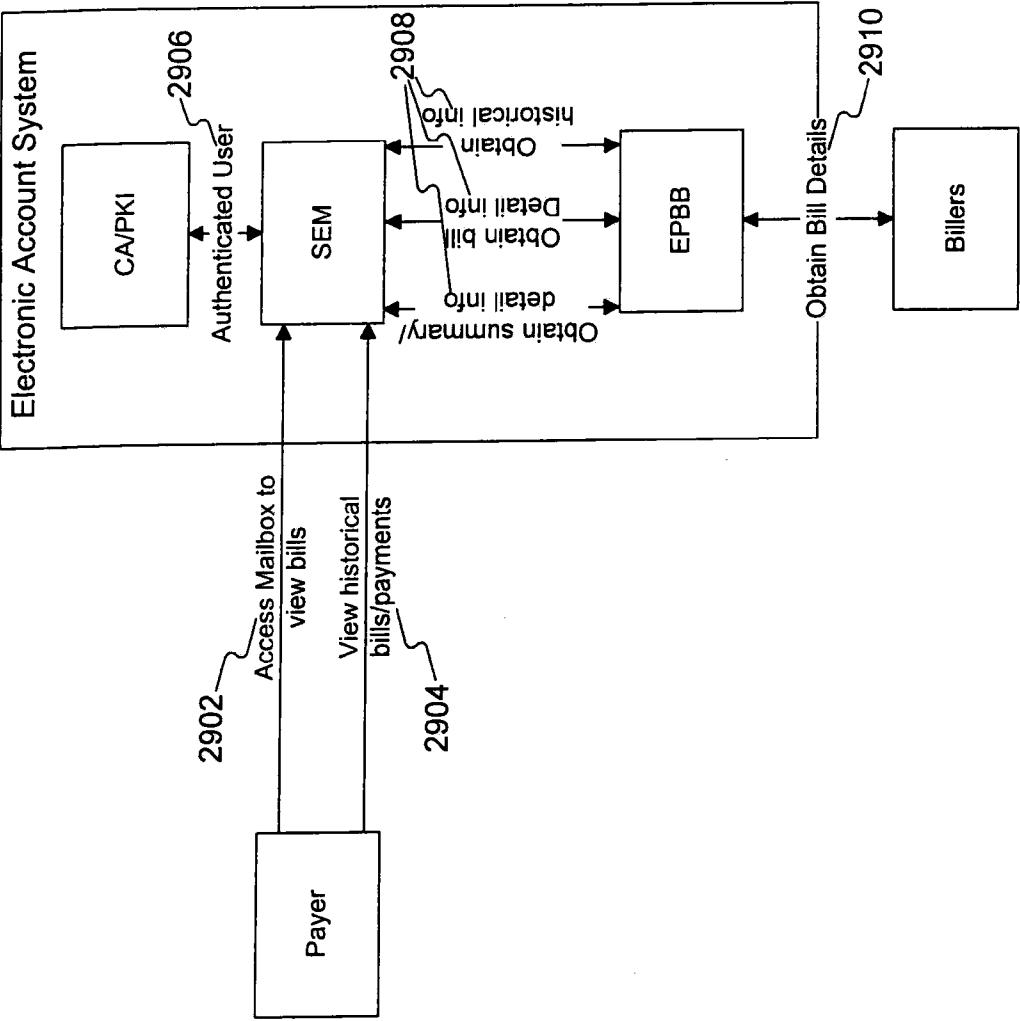 Electronic Account System
CA/PKI
2906
Authenticated User
SEM
2908
Obtain summary/
detail info
Obtain bill
Detail info
Obtain
historical info
EPBB
2910
Obtain Bill Details
Billers
2902
Access Mailbox to
view bills
View historical
bills/payments
2904
Payer